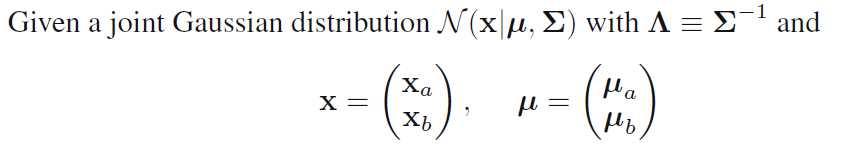 Given a joint Gaussian distribution 𝒩(x|μ, Σ) with Λ ≡ Σ⁻¹ and
x = (xₐ x_b), μ = (μₐ μ_b)